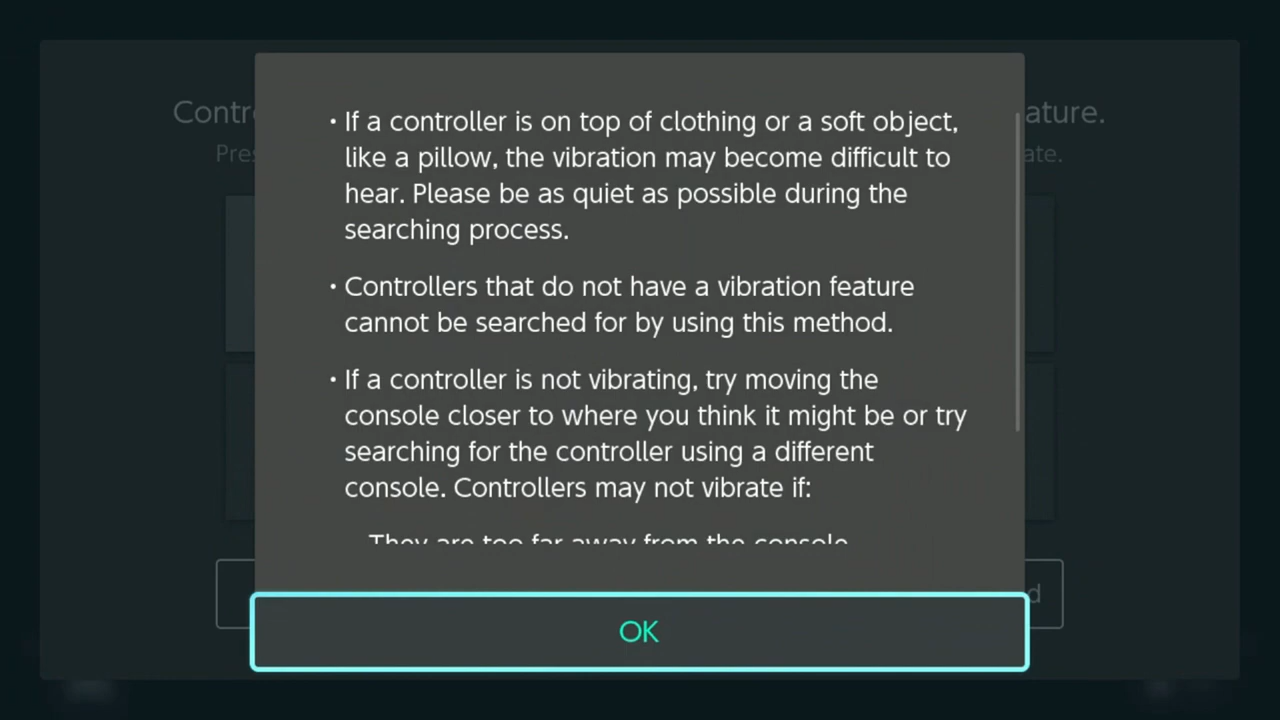 Contr
ature.
Pres
ate.
• If a controller is on top of clothing or a soft object,
like a pillow, the vibration may become difficult to
hear. Please be as quiet as possible during the
searching process.
• Controllers that do not have a vibration feature
cannot be searched for by using this method.
• If a controller is not vibrating, try moving the
console closer to where you think it might be or try
searching for the controller using a different
console. Controllers may not vibrate if:
They are too far away from the console
d
OK